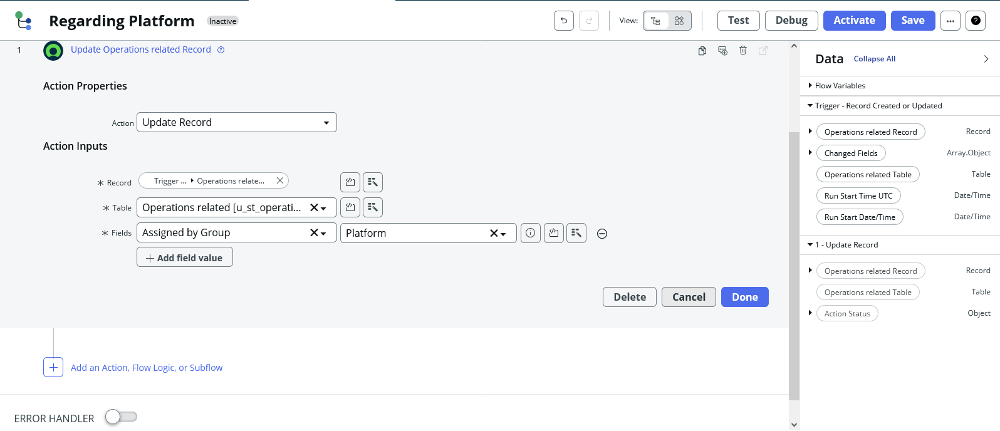 Regarding Platform Inactive View: Test Debug Activate Save ... ?
1 Update Operations related Record ?
Action Properties
Action Update Record
Action Inputs
* Record Trigger ... Operations relate...
* Table Operations related [u_st_operati...
* Fields Assigned by Group Platform
+ Add field value
Delete Cancel Done
+ Add an Action, Flow Logic, or Subflow
ERROR HANDLER
Data Collapse All
Flow Variables
Trigger - Record Created or Updated
Operations related Record Record
Changed Fields Array.Object
Operations related Table Table
Run Start Time UTC Date/Time
Run Start Date/Time Date/Time
1 - Update Record
Operations related Record Record
Operations related Table Table
Action Status Object